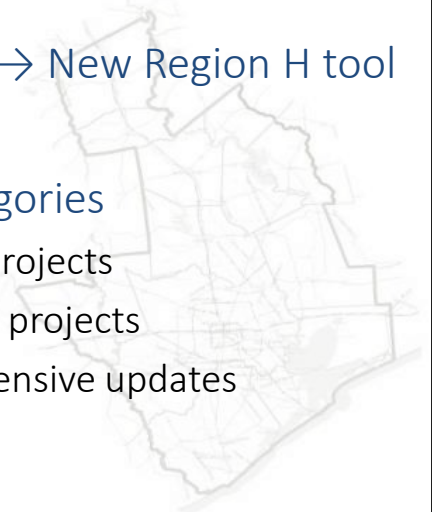 → New Region H tool
gories
rojects
projects
ensive updates